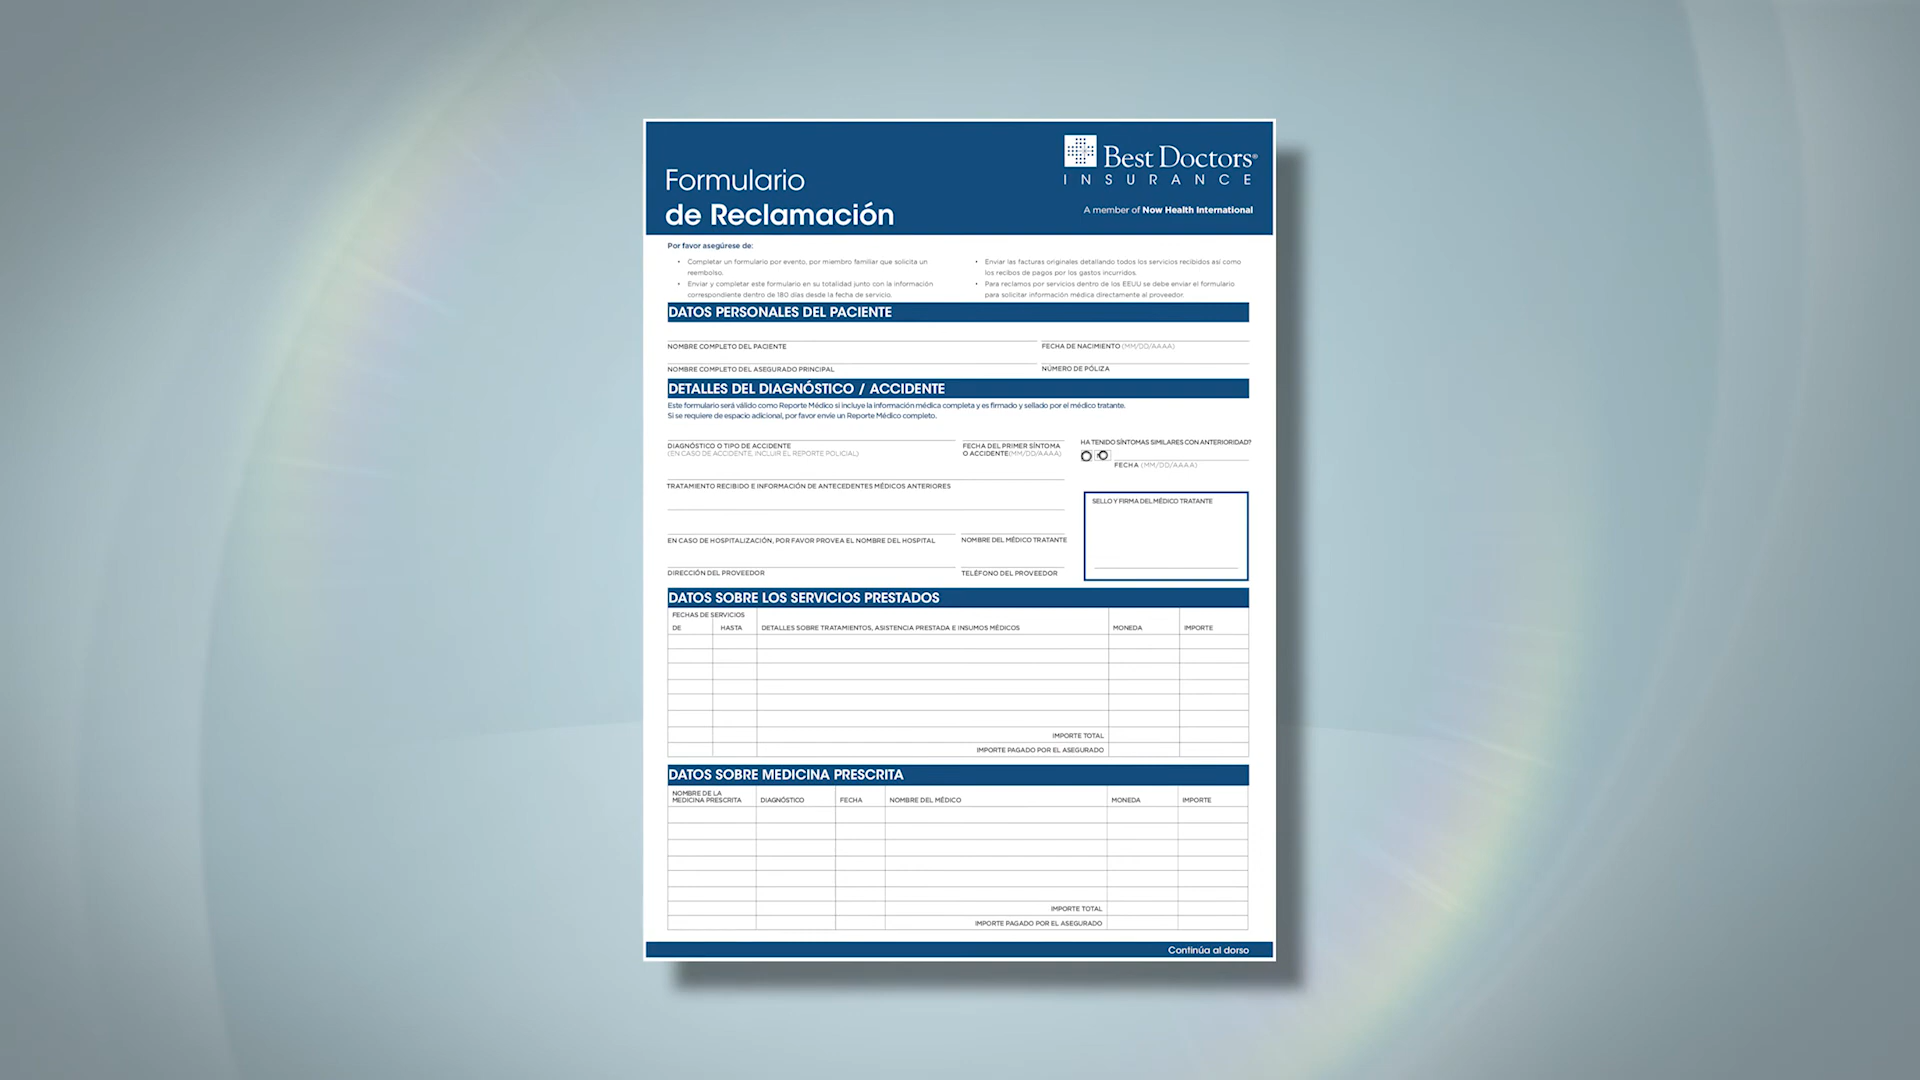 Formulario
de Reclamación
Best Doctors®
INSURANCE
A member of Now Health International
Por favor asegúrese de:
• Completar un formulario por evento, por miembro familiar que solicita un
reembolso.
• Enviar y completar este formulario en su totalidad junto con la información
correspondiente dentro de 180 días desde la fecha de servicio.
• Enviar las facturas originales detallando todos los servicios recibidos así como
los recibos de pagos por los gastos incurridos.
• Para reclamos por servicios dentro de los EEUU se debe enviar el formulario
para solicitar información médica directamente al proveedor.
DATOS PERSONALES DEL PACIENTE
NOMBRE COMPLETO DEL PACIENTE
FECHA DE NACIMIENTO (MM/DD/AAAA)
NOMBRE COMPLETO DEL ASEGURADO PRINCIPAL
NÚMERO DE PÓLIZA
DETALLES DEL DIAGNÓSTICO / ACCIDENTE
Este formulario será válido como Reporte Médico si incluye la información médica completa y es firmado y sellado por el médico tratante.
Si se requiere de espacio adicional, por favor envíe un Reporte Médico completo.
DIAGNÓSTICO O TIPO DE ACCIDENTE
(EN CASO DE ACCIDENTE, INCLUIR EL REPORTE POLICIAL)
FECHA DEL PRIMER SÍNTOMA
O ACCIDENTE(MM/DD/AAAA)
HA TENIDO SÍNTOMAS SIMILARES CON ANTERIORIDAD?
FECHA (MM/DD/AAAA)
TRATAMIENTO RECIBIDO E INFORMACIÓN DE ANTECEDENTES MÉDICOS ANTERIORES
SELLO Y FIRMA DEL MÉDICO TRATANTE
EN CASO DE HOSPITALIZACIÓN, POR FAVOR PROVEA EL NOMBRE DEL HOSPITAL
NOMBRE DEL MÉDICO TRATANTE
DIRECCIÓN DEL PROVEEDOR
TELÉFONO DEL PROVEEDOR
DATOS SOBRE LOS SERVICIOS PRESTADOS
FECHAS DE SERVICIOS
DE HASTA DETALLES SOBRE TRATAMIENTOS, ASISTENCIA PRESTADA E INSUMOS MÉDICOS MONEDA IMPORTE
IMPORTE TOTAL
IMPORTE PAGADO POR EL ASEGURADO
DATOS SOBRE MEDICINA PRESCRITA
NOMBRE DE LA
MEDICINA PRESCRITA DIAGNÓSTICO FECHA NOMBRE DEL MÉDICO MONEDA IMPORTE
IMPORTE TOTAL
IMPORTE PAGADO POR EL ASEGURADO
Continúa al dorso